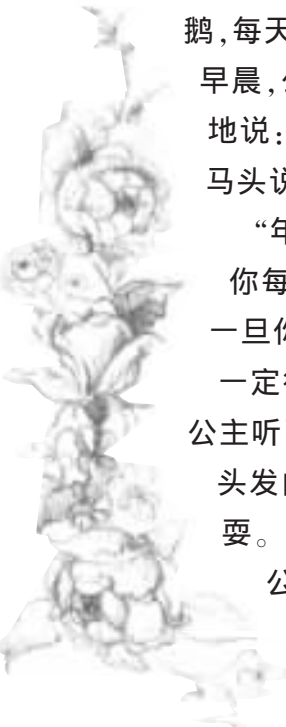 鹅,每天
早晨,
地说:
马头说
“年
你每
一旦你
一定
公主听
头发
耍。
公